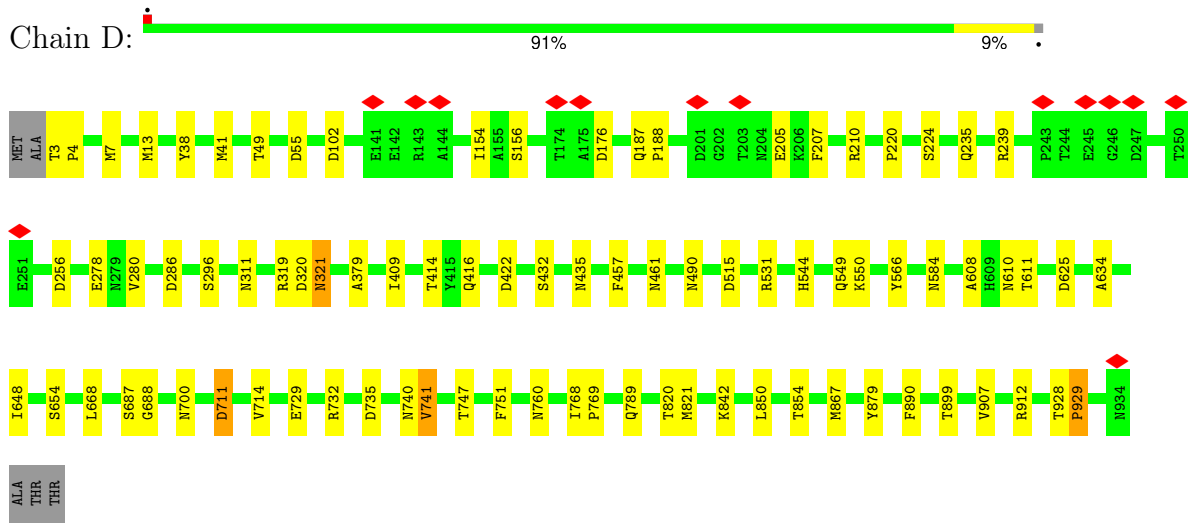 Chain D:
91% 9%
MET ALA T3 P4 M7 M13 Y38 M41 T49 D55 D102 E141 E142 R143 A144 I154 A155 S156 T174 A175 D176 Q187 P188 D201 G202 T203 N204 E205 K206 F207 R210 P220 S224 Q235 R239 P243 T244 E245 G246 D247 T250
E251 D256 E278 N279 V280 D286 S296 N311 R319 D320 N321 A379 I409 T414 Y415 Q416 D422 S432 N435 F457 N461 N490 D515 R531 H544 Q549 K550 Y566 N584 A608 H609 N610 T611 D625 A634
I648 S654 L668 S687 G688 N700 D711 V714 E729 R732 D735 N740 V741 T747 F751 N760 I768 P769 Q789 T820 M821 K842 L850 T854 M867 Y879 F890 T899 V907 R912 T928 P929 N934
ALA THR THR